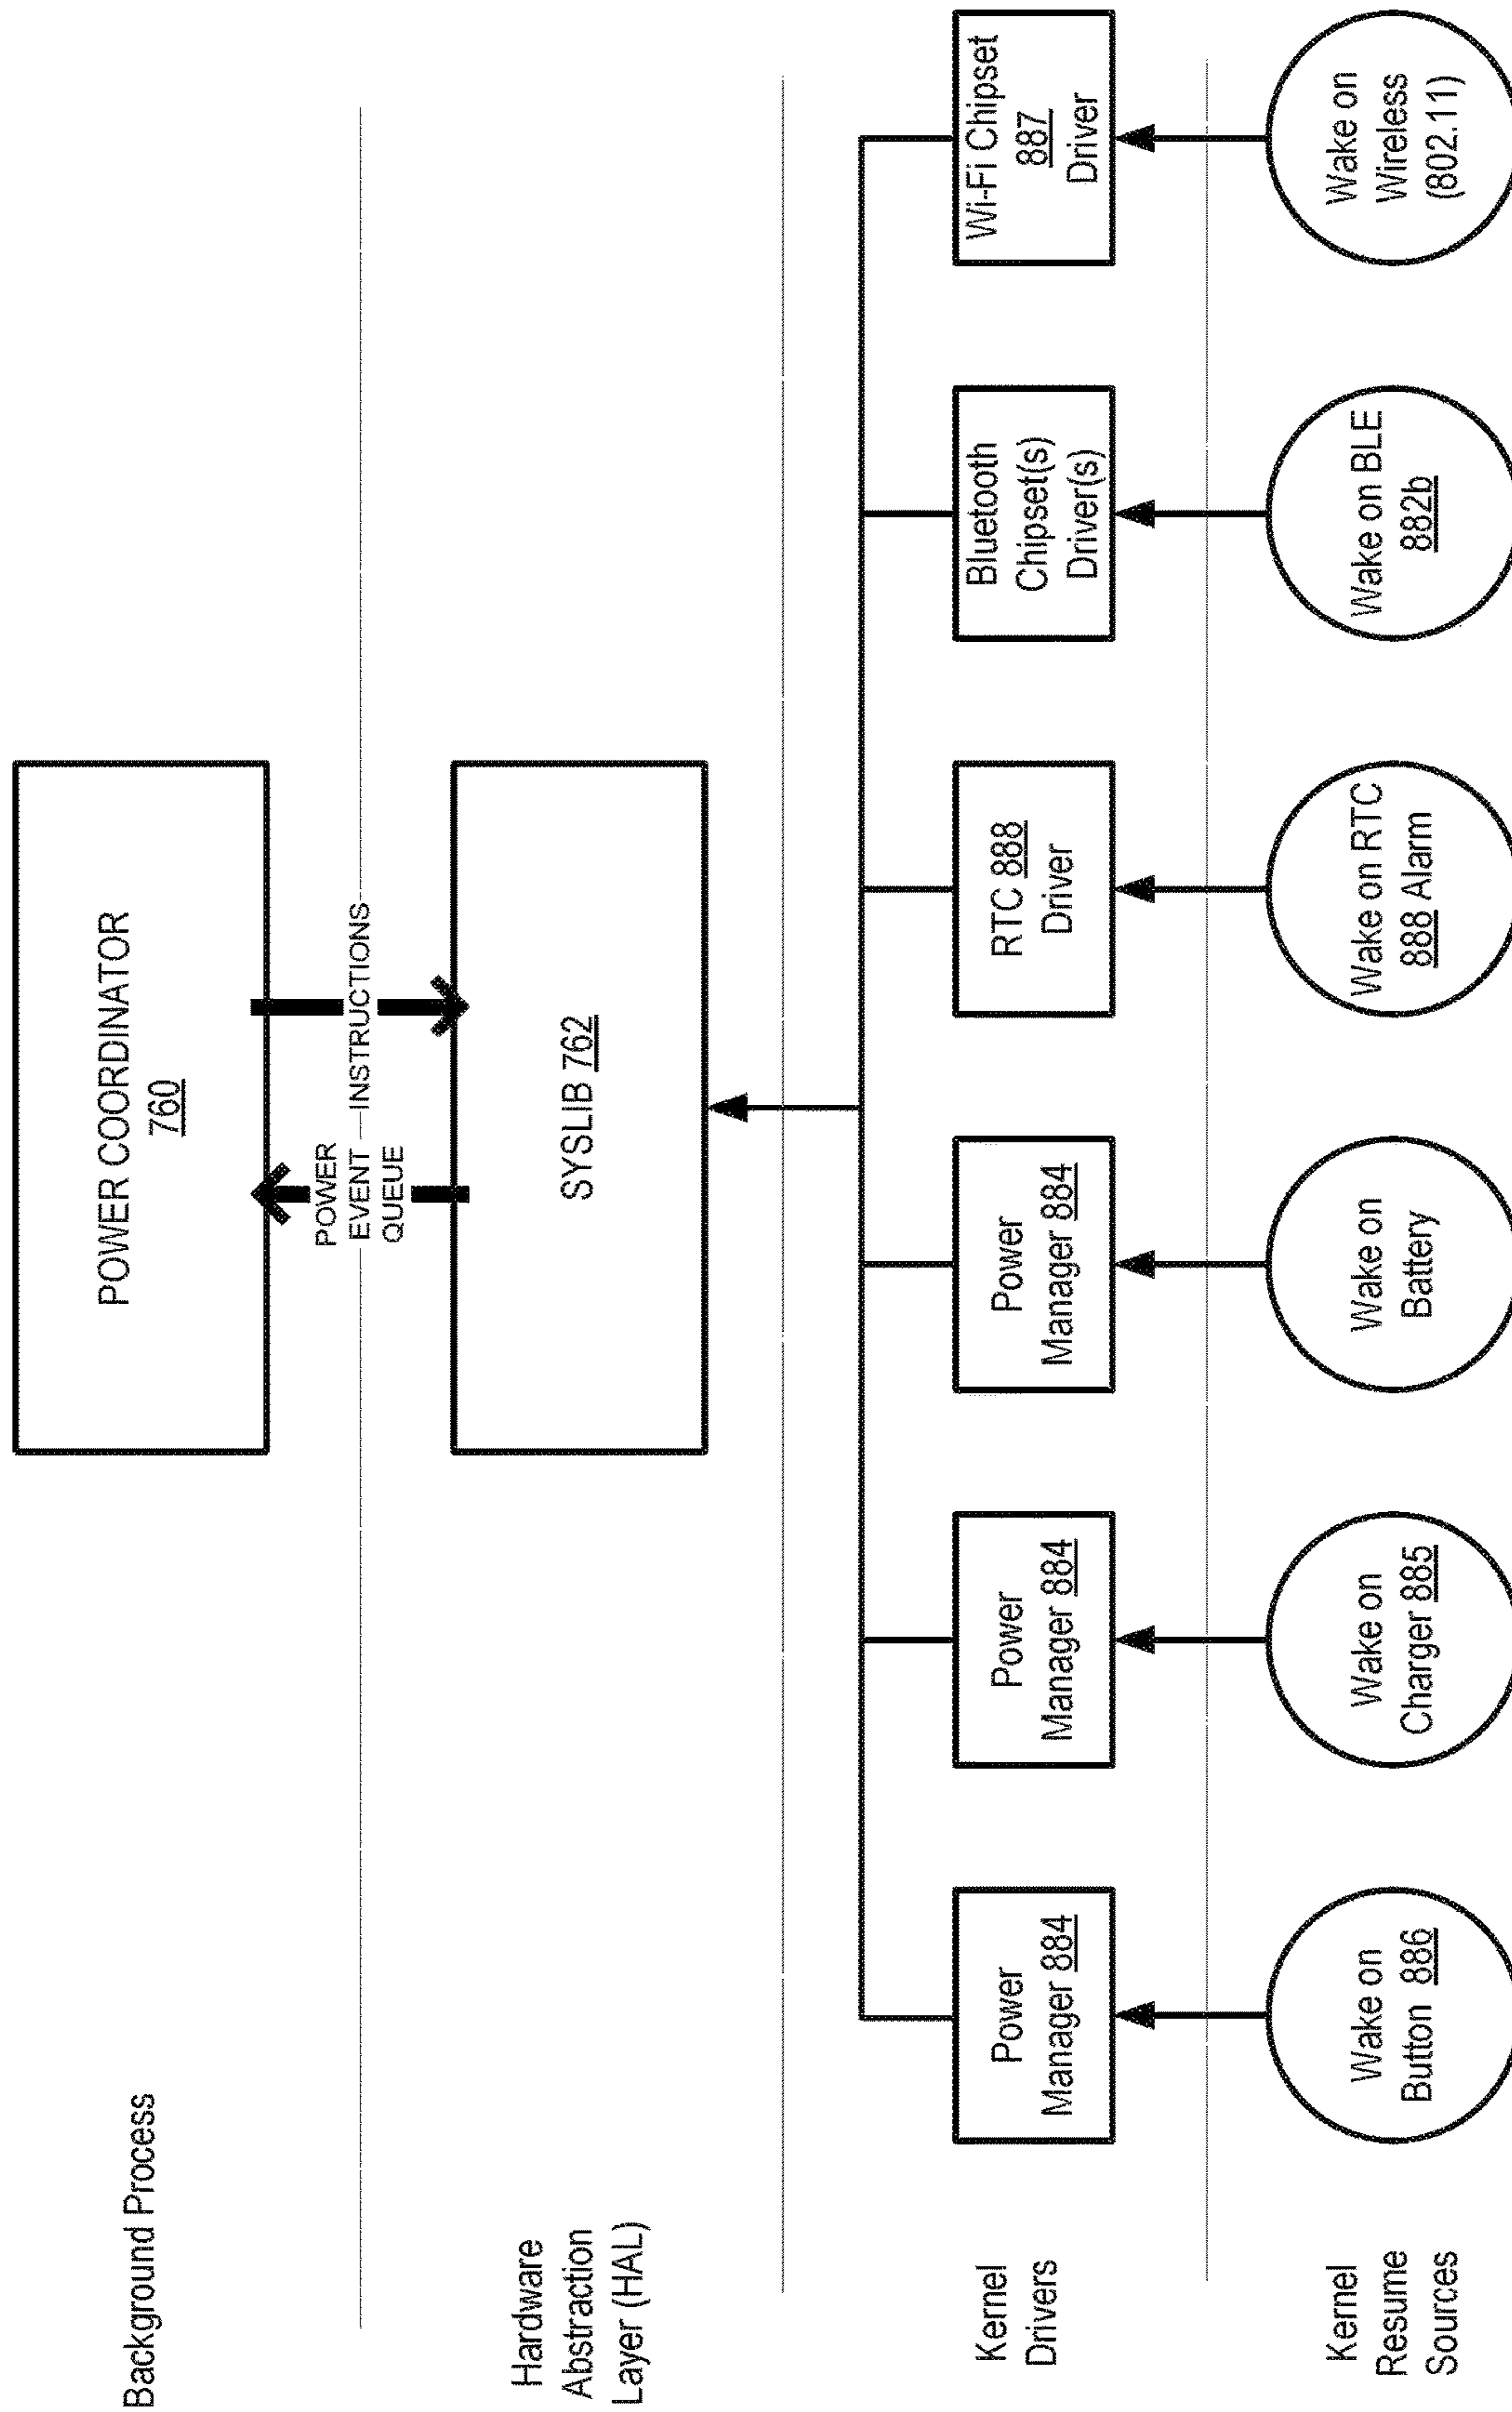 Background Process
POWER COORDINATOR
760
POWER
EVENT
QUEUE
INSTRUCTIONS
Hardware
Abstraction
Layer (HAL)
SYSLIB 762
Kernel
Drivers
Power
Manager 884
Power
Manager 884
Power
Manager 884
RTC 888
Driver
Bluetooth
Chipset(s)
Driver(s)
Wi-Fi Chipset
887
Driver
Kernel
Resume
Sources
Wake on
Button 886
Wake on
Charger 885
Wake on
Battery
Wake on RTC
888 Alarm
Wake on BLE
882b
Wake on
Wireless
(802.11)